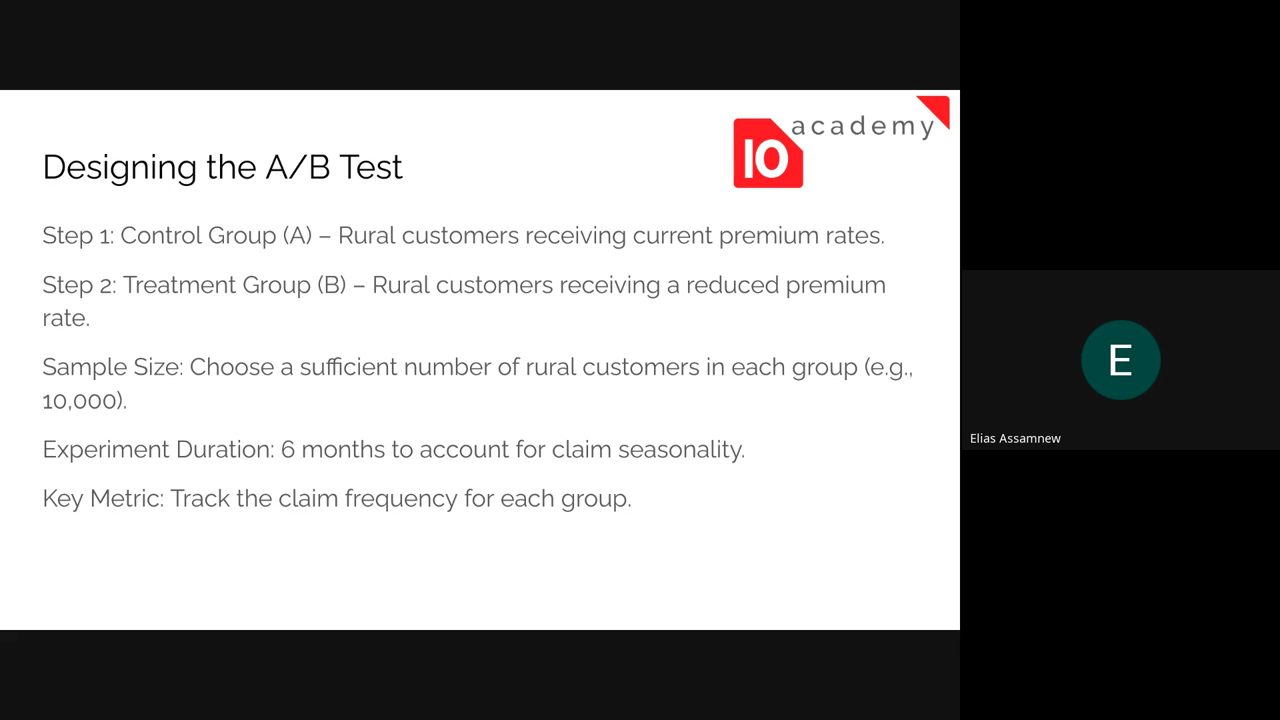 10 academy
Designing the A/B Test
Step 1: Control Group (A) – Rural customers receiving current premium rates.
Step 2: Treatment Group (B) – Rural customers receiving a reduced premium
rate.
Sample Size: Choose a sufficient number of rural customers in each group (e.g.,
10,000).
Experiment Duration: 6 months to account for claim seasonality.
Key Metric: Track the claim frequency for each group.
E
Elias Assamnew